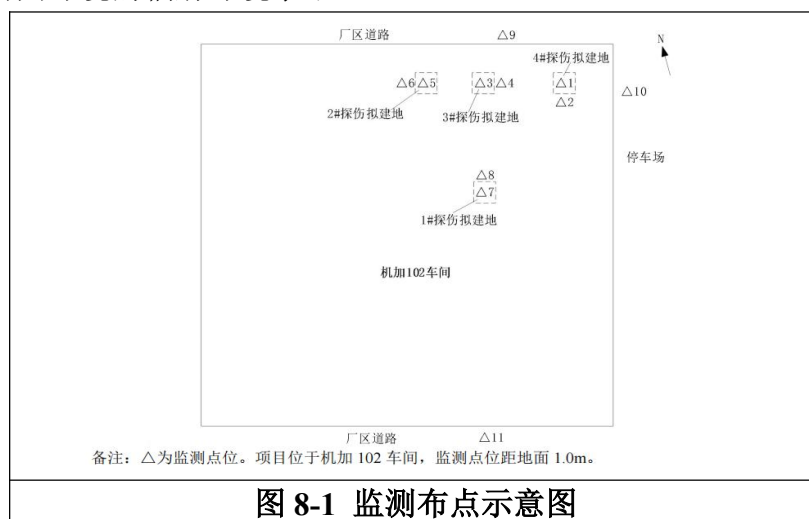 厂区道路 △9
N
4#探伤拟建地
△6 △5 △3 △4 △1
△10
△2
2#探伤拟建地 3#探伤拟建地
停车场
△8
△7
1#探伤拟建地
机加102车间
厂区道路 △11
备注：△为监测点位。项目位于机加 102 车间，监测点位距地面 1.0m。
图 8-1 监测布点示意图